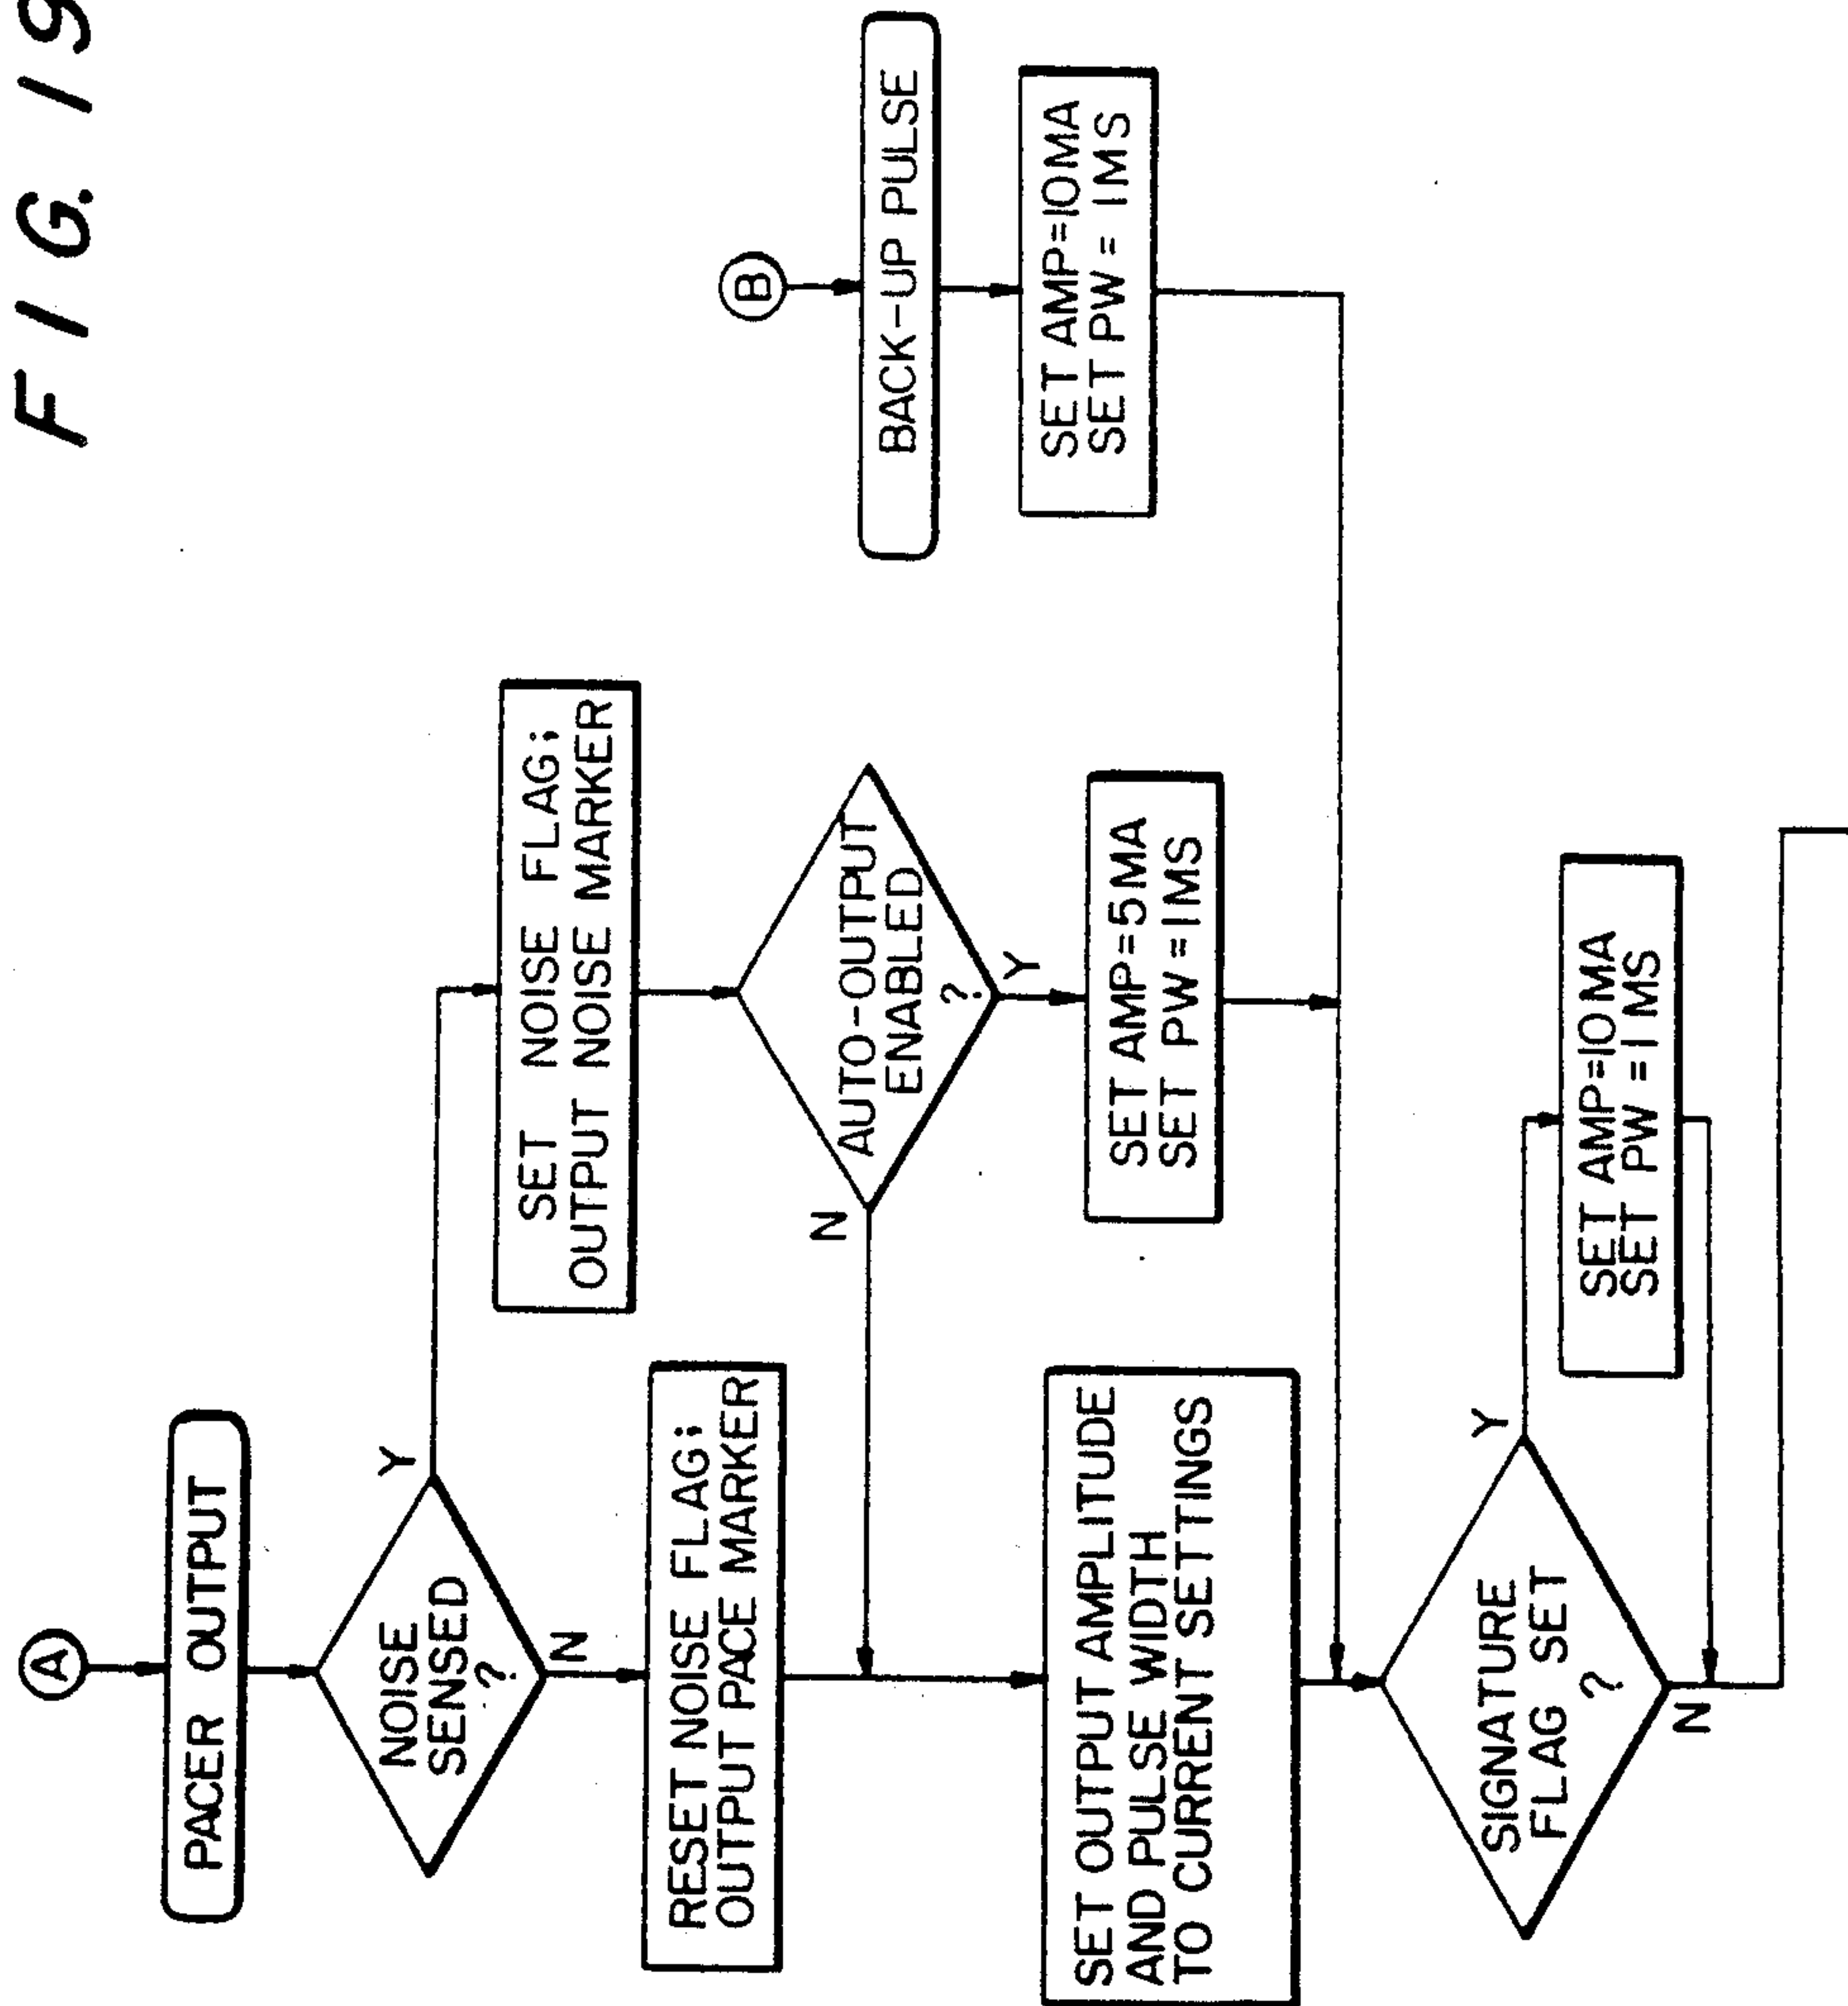 F I G. 19
A
PACER OUTPUT
NOISE
SENSED
?
Y
N
SET NOISE FLAG;
OUTPUT NOISE MARKER
RESET NOISE FLAG;
OUTPUT PACE MARKER
AUTO-OUTPUT
ENABLED
?
N
Y
B
BACK-UP PULSE
SET AMP=10MA
SET PW = 1MS
SET AMP=5MA
SET PW=1MS
SET OUTPUT AMPLITUDE
AND PULSE WIDTH
TO CURRENT SETTINGS
SIGNATURE
FLAG SET
?
Y
N
SET AMP=10MA
SET PW = 1MS